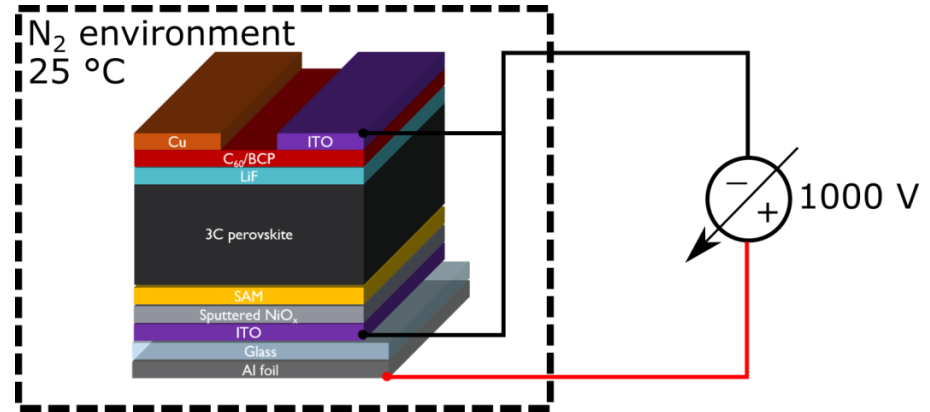 N₂ environment
25 °C
Cu
ITO
C₆₀/BCP
LiF
3C perovskite
SAM
Sputtered NiOₓ
ITO
Glass
Al foil
−
+
1000 V